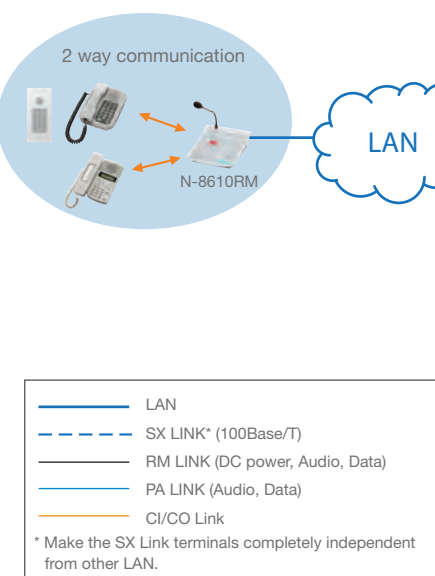 2 way communication
N-8610RM
LAN
LAN
SX LINK* (100Base/T)
RM LINK (DC power, Audio, Data)
PA LINK (Audio, Data)
CI/CO Link
* Make the SX Link terminals completely independent
from other LAN.